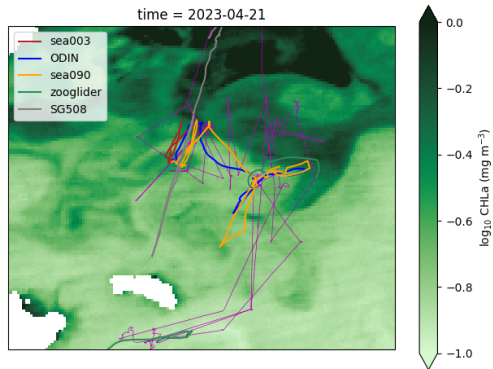 time = 2023-04-21
sea003
ODIN
sea090
zooglider
SG508
0.0
−0.2
−0.4
−0.6
−0.8
−1.0
log₁₀ CHLa (mg m⁻³)